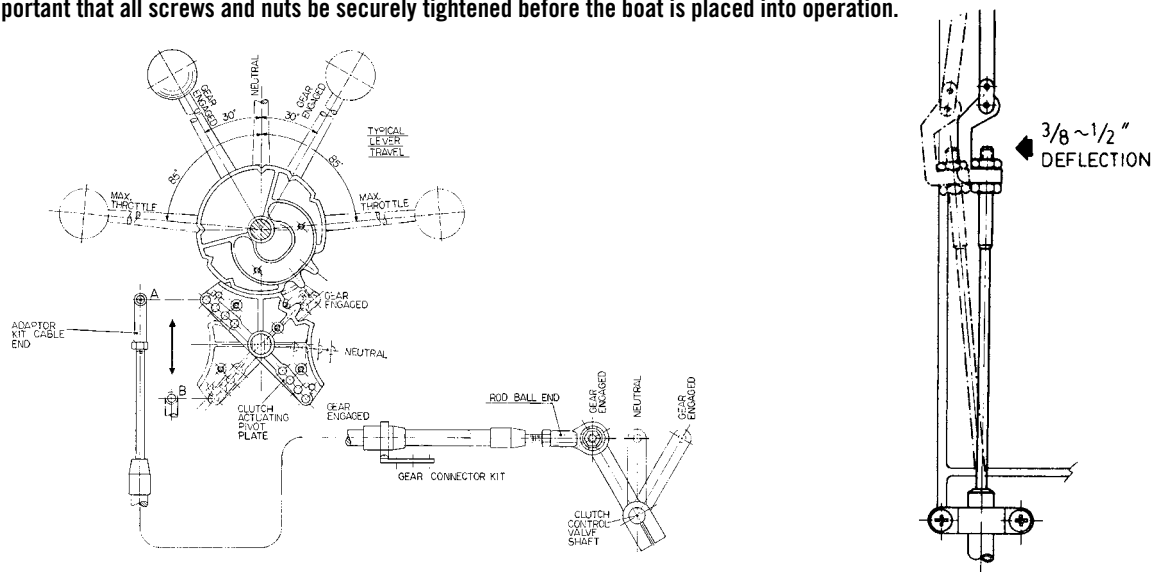 portant that all screws and nuts be securely tightened before the boat is placed into operation.
GEAR
ENGAGED
NEUTRAL
GEAR
ENGAGED
30°
30°
TYPICAL
LEVER
TRAVEL
85°
85°
MAX.
THROTTLE
MAX.
THROTTLE
GEAR
ENGAGED
A
ADAPTOR
KIT CABLE
END
NEUTRAL
B
CLUTCH
ACTUATING
PIVOT
PLATE
GEAR
ENGAGED
ROD BALL END
GEAR
ENGAGED
NEUTRAL
GEAR
ENGAGED
GEAR CONNECTOR KIT
CLUTCH
CONTROL
VALVE
SHAFT
3/8~1/2"
DEFLECTION